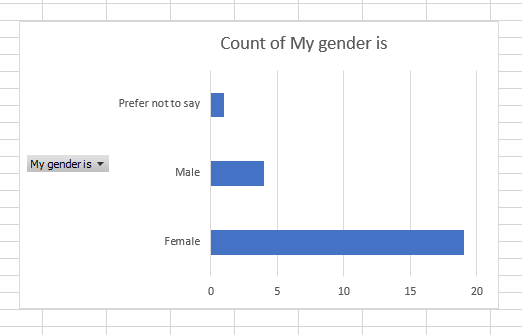 Count of My gender is
Prefer not to say
My gender is
Male
Female
0 5 10 15 20